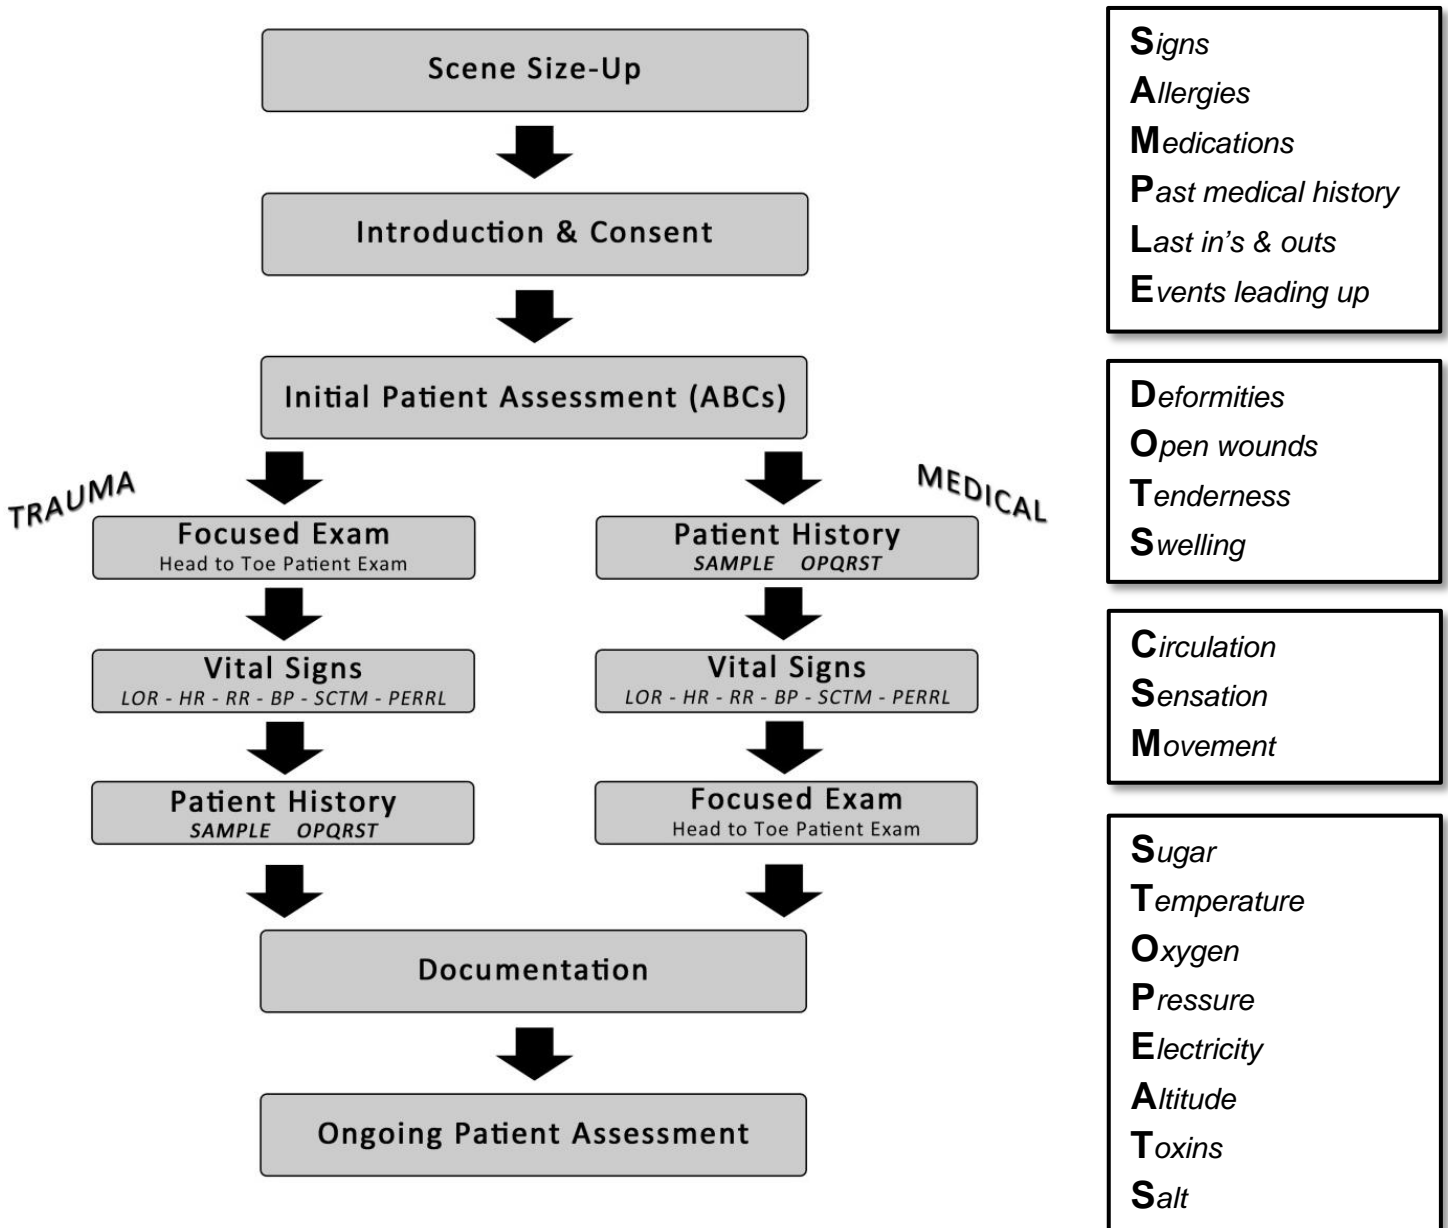 Scene Size-Up
Introduction & Consent
Initial Patient Assessment (ABCs)
TRAUMA
Focused Exam
Head to Toe Patient Exam
Vital Signs
LOR - HR - RR - BP - SCTM - PERRL
Patient History
SAMPLE OPQRST
MEDICAL
Patient History
SAMPLE OPQRST
Vital Signs
LOR - HR - RR - BP - SCTM - PERRL
Focused Exam
Head to Toe Patient Exam
Documentation
Ongoing Patient Assessment
Signs
Allergies
Medications
Past medical history
Last in’s & outs
Events leading up
Deformities
Open wounds
Tenderness
Swelling
Circulation
Sensation
Movement
Sugar
Temperature
Oxygen
Pressure
Electricity
Altitude
Toxins
Salt